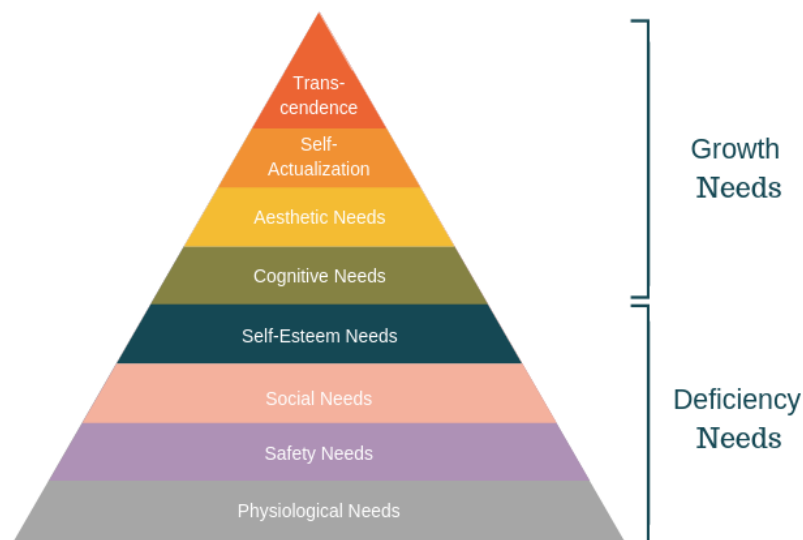 Trans-
cendence
Self-
Actualization
Aesthetic Needs
Cognitive Needs
Self-Esteem Needs
Social Needs
Safety Needs
Physiological Needs
Growth
Needs
Deficiency
Needs